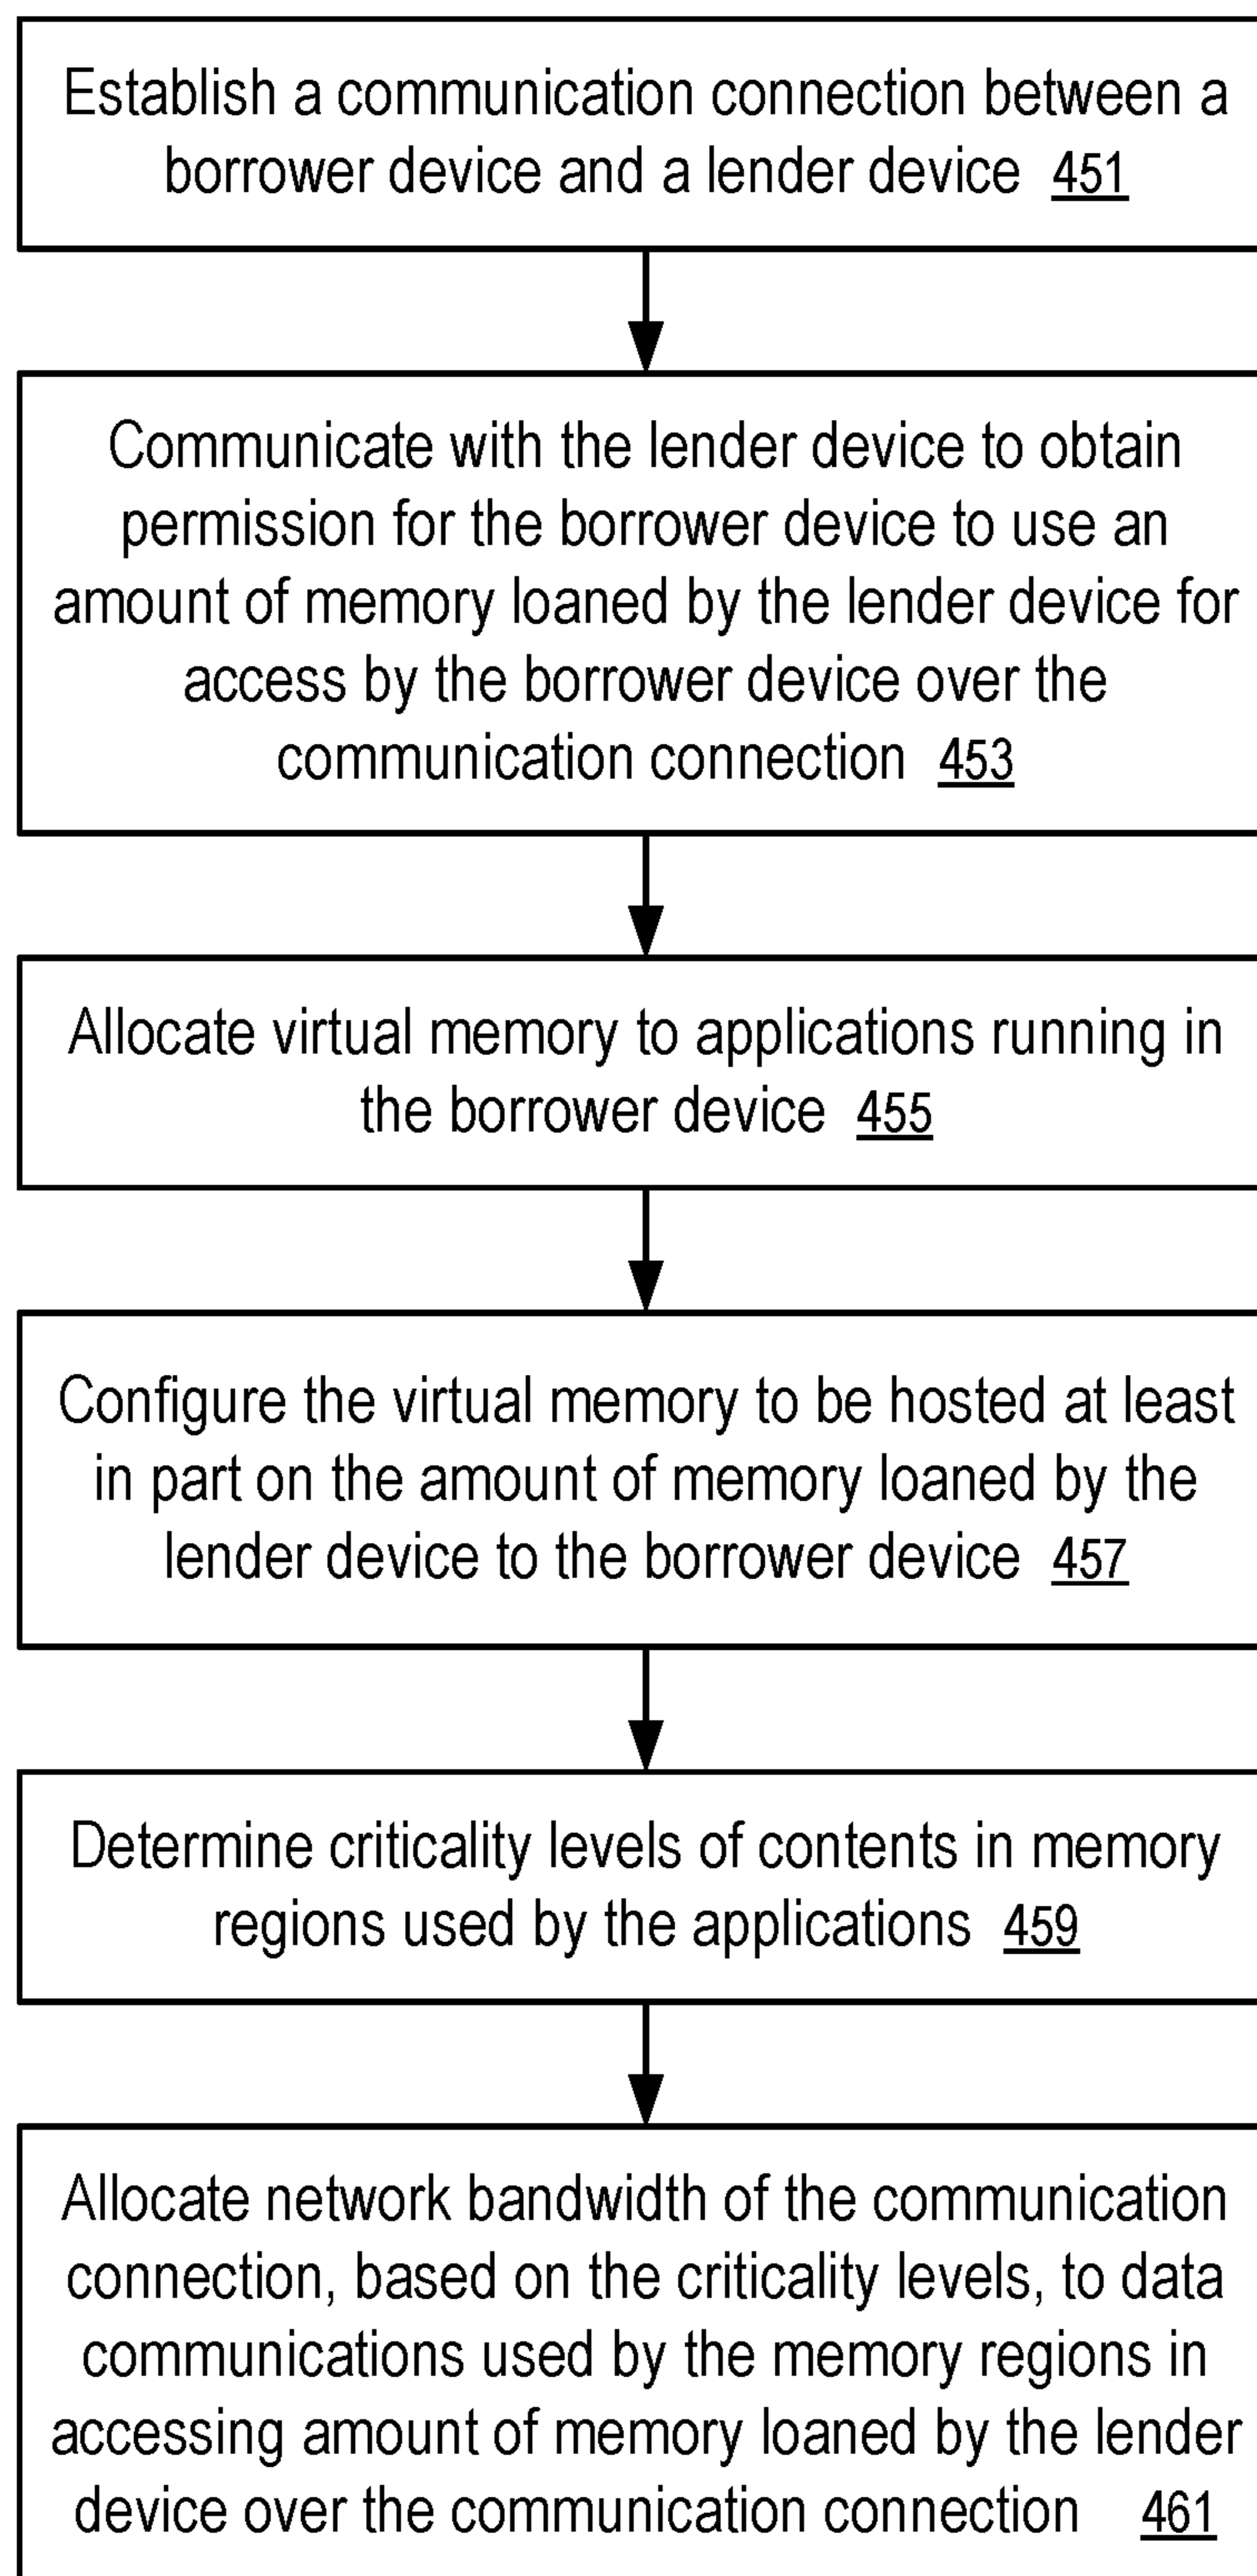 Establish a communication connection between a
borrower device and a lender device 451
Communicate with the lender device to obtain
permission for the borrower device to use an
amount of memory loaned by the lender device for
access by the borrower device over the
communication connection 453
Allocate virtual memory to applications running in
the borrower device 455
Configure the virtual memory to be hosted at least
in part on the amount of memory loaned by the
lender device to the borrower device 457
Determine criticality levels of contents in memory
regions used by the applications 459
Allocate network bandwidth of the communication
connection, based on the criticality levels, to data
communications used by the memory regions in
accessing amount of memory loaned by the lender
device over the communication connection 461